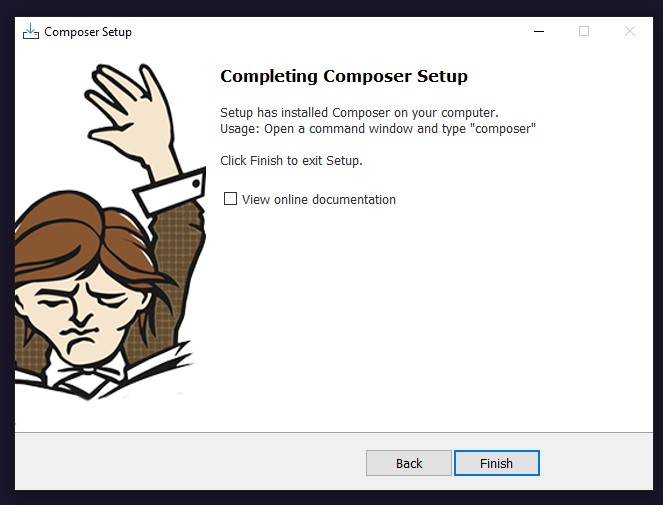 Composer Setup
Completing Composer Setup
Setup has installed Composer on your computer.
Usage: Open a command window and type "composer"
Click Finish to exit Setup.
View online documentation
Back
Finish